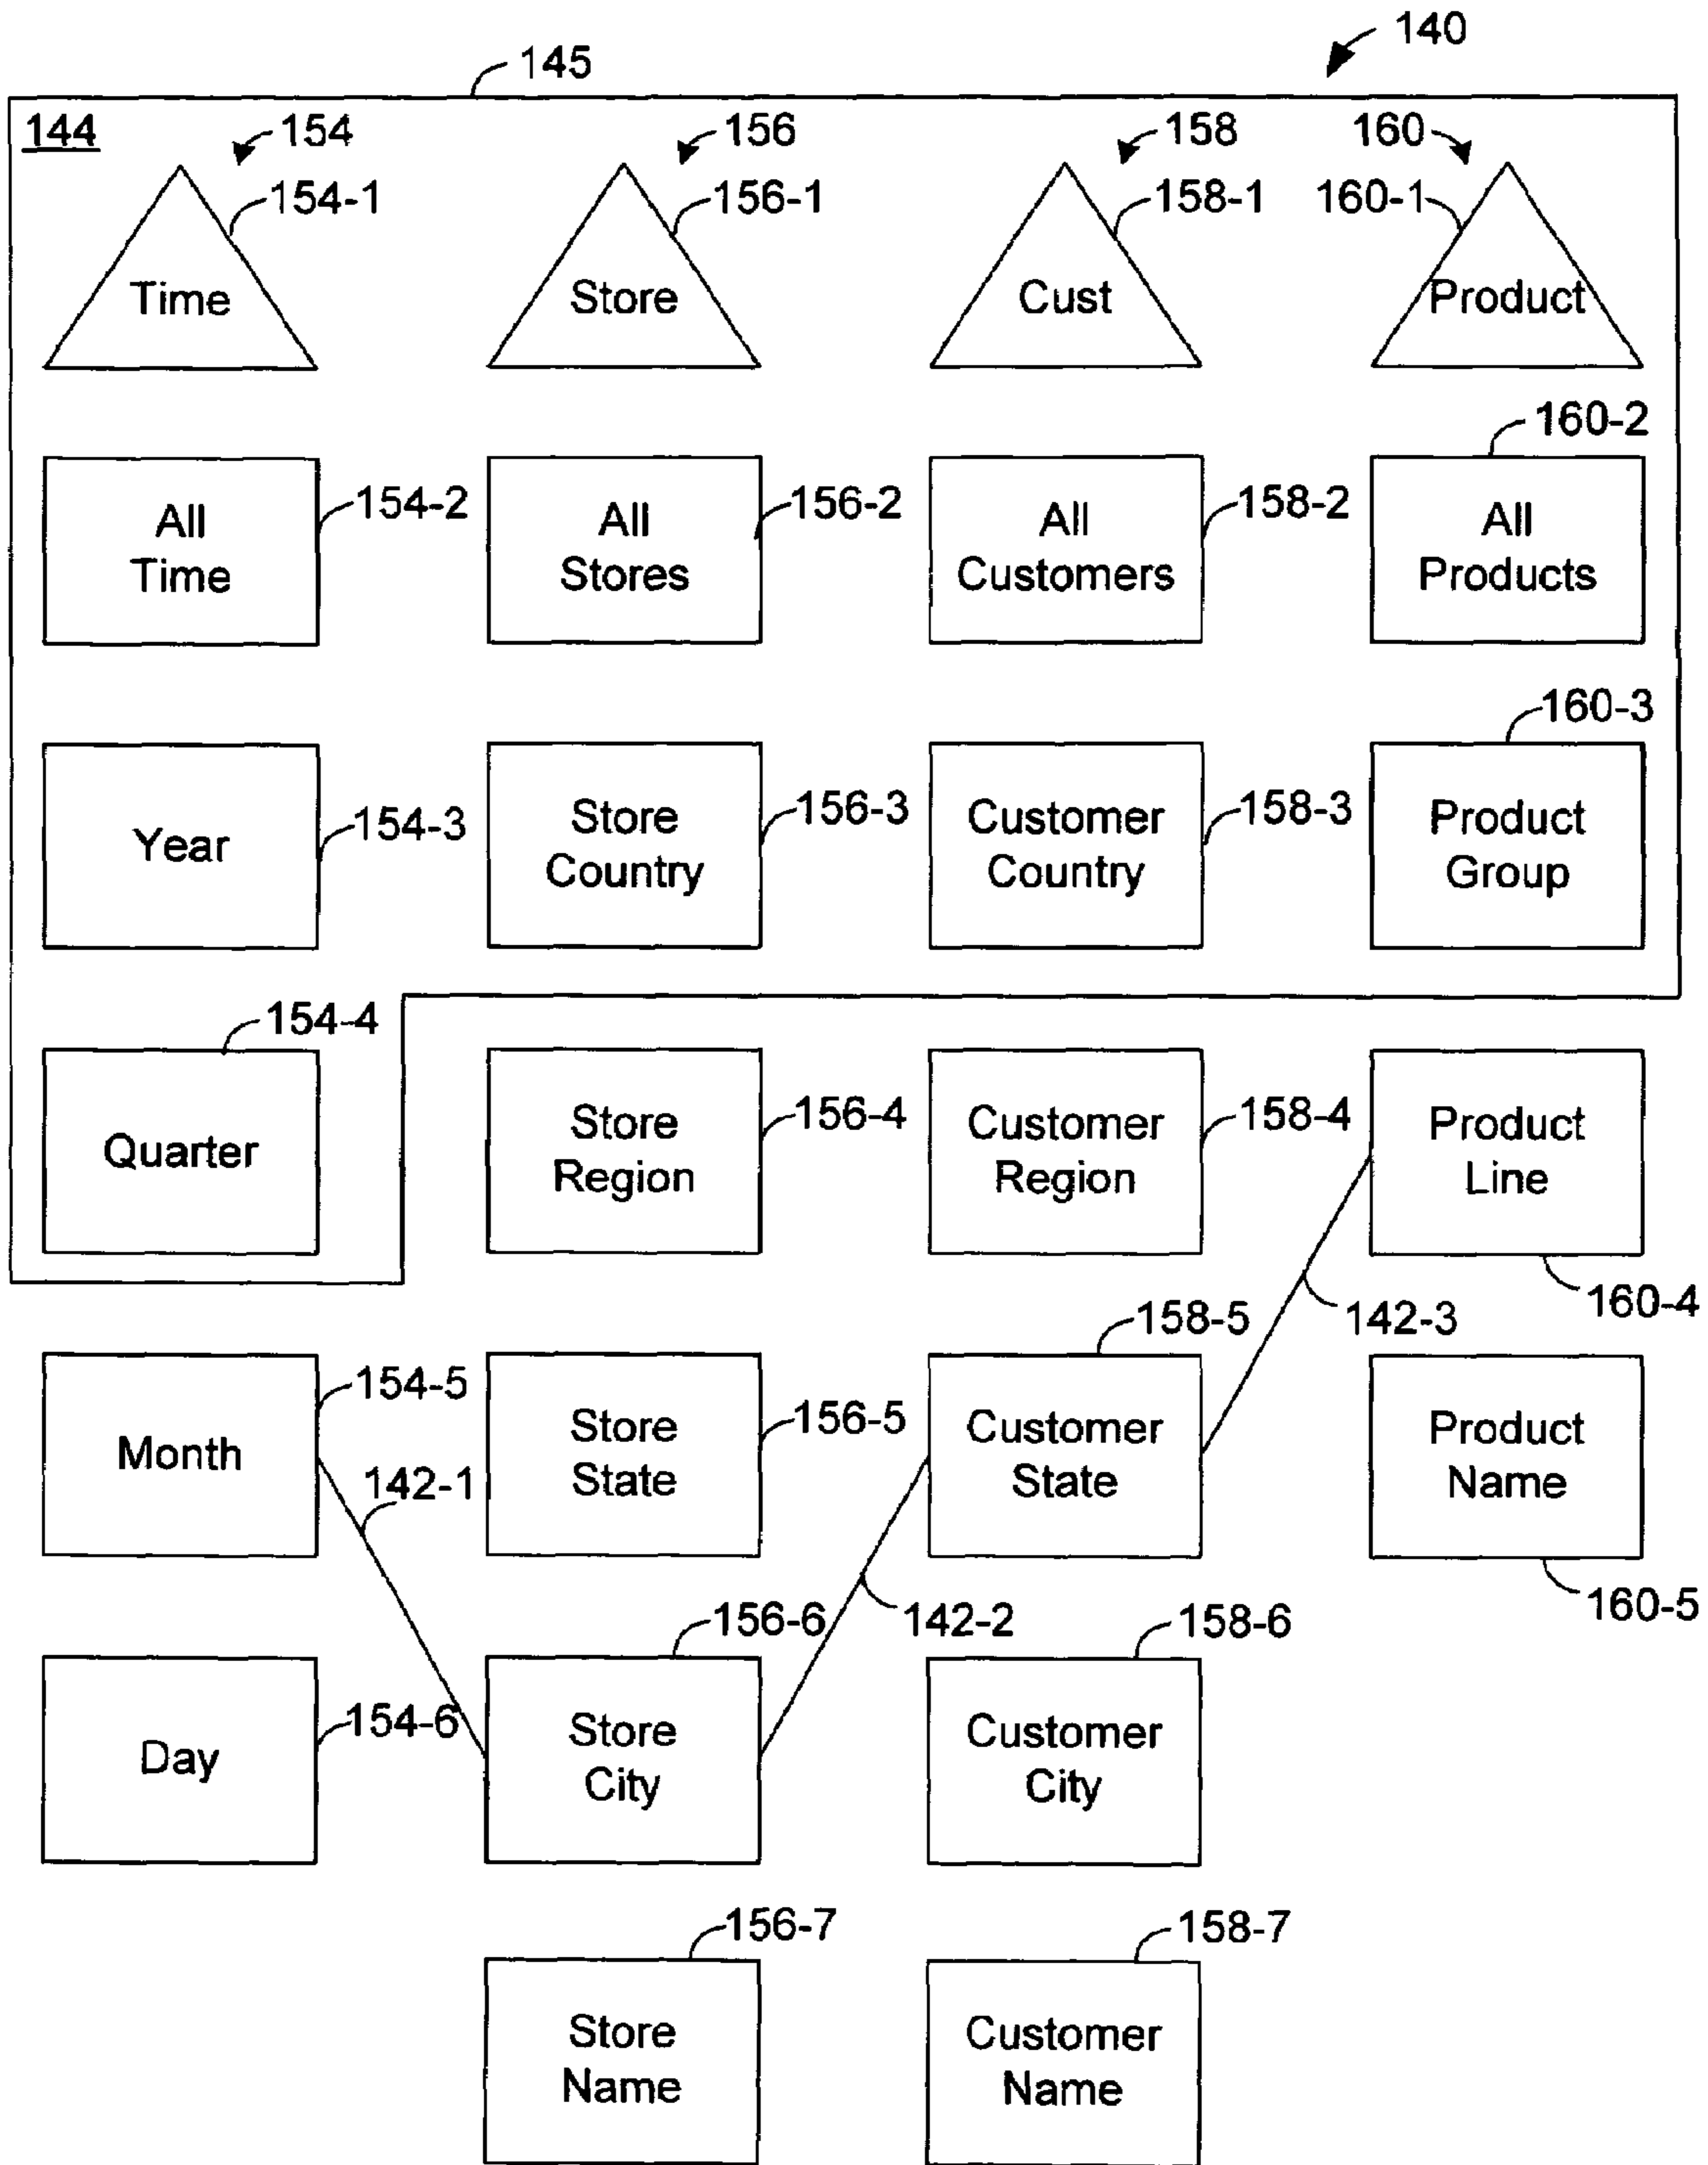 140
145
144
154
156
158
160
154-1
156-1
158-1
160-1
Time
Store
Cust
Product
160-2
154-2
156-2
158-2
All
Time
All
Stores
All
Customers
All
Products
160-3
154-3
156-3
158-3
Year
Store
Country
Customer
Country
Product
Group
154-4
156-4
158-4
Quarter
Store
Region
Customer
Region
Product
Line
160-4
142-3
158-5
154-5
156-5
Month
Store
State
Customer
State
Product
Name
142-1
160-5
156-6
142-2
158-6
154-6
Day
Store
City
Customer
City
156-7
158-7
Store
Name
Customer
Name